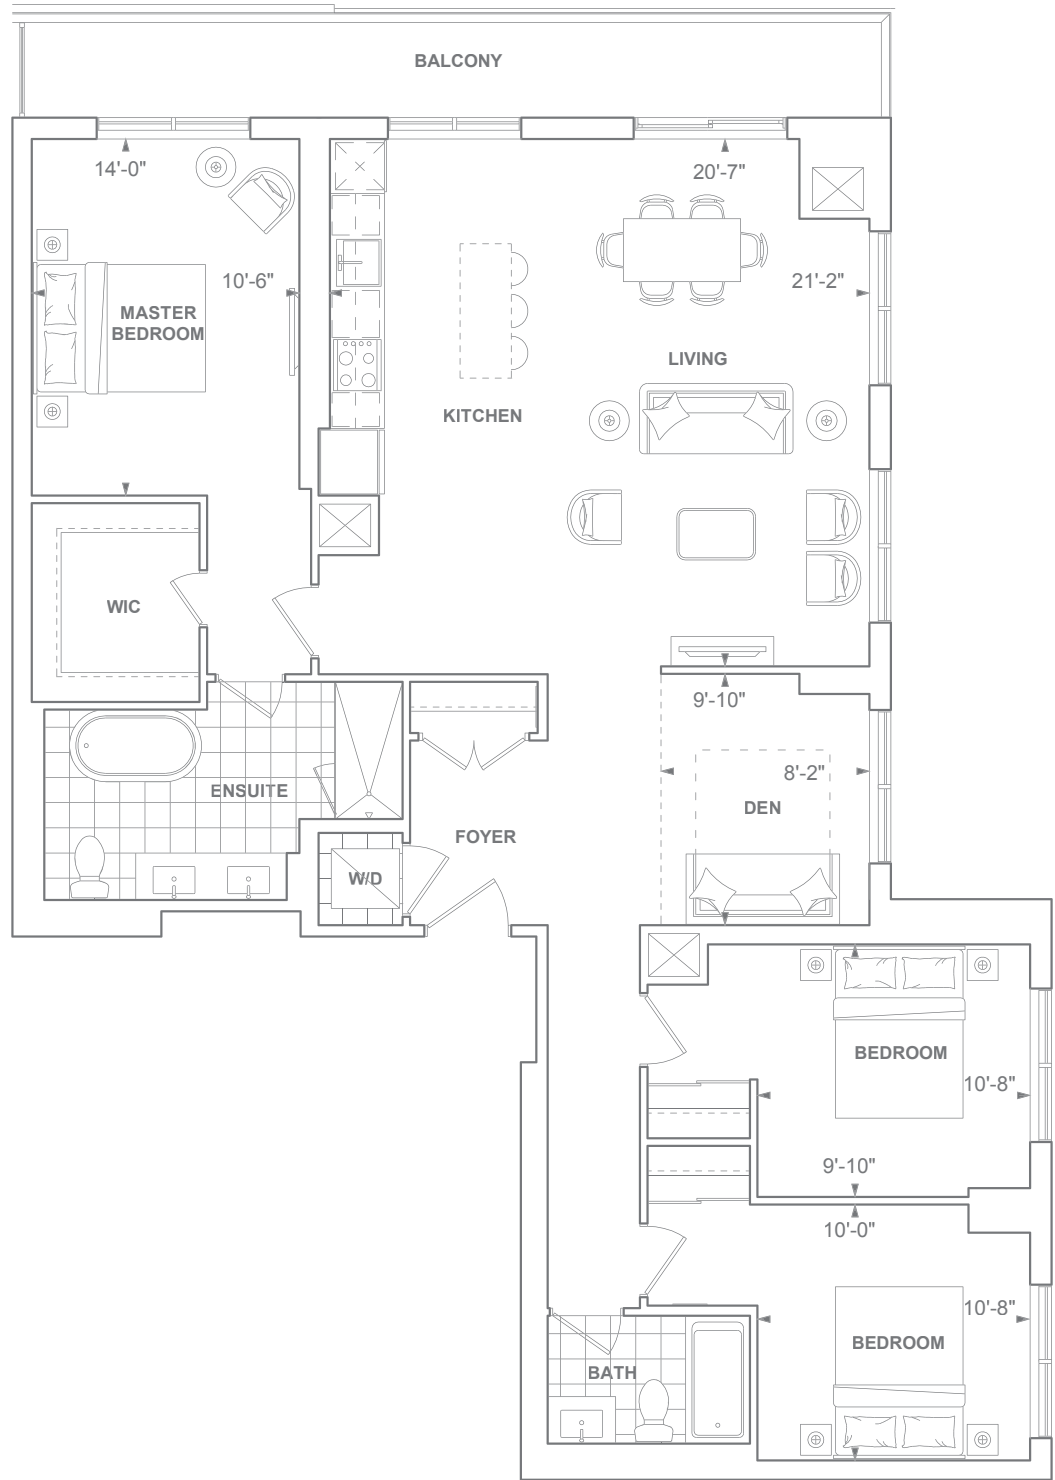 BALCONY
14'-0"
20'-7"
10'-6"
21'-2"
MASTER
BEDROOM
LIVING
KITCHEN
WIC
9'-10"
8'-2"
ENSUITE
DEN
FOYER
W/D
BEDROOM
10'-8"
9'-10"
10'-0"
10'-8"
BEDROOM
BATH